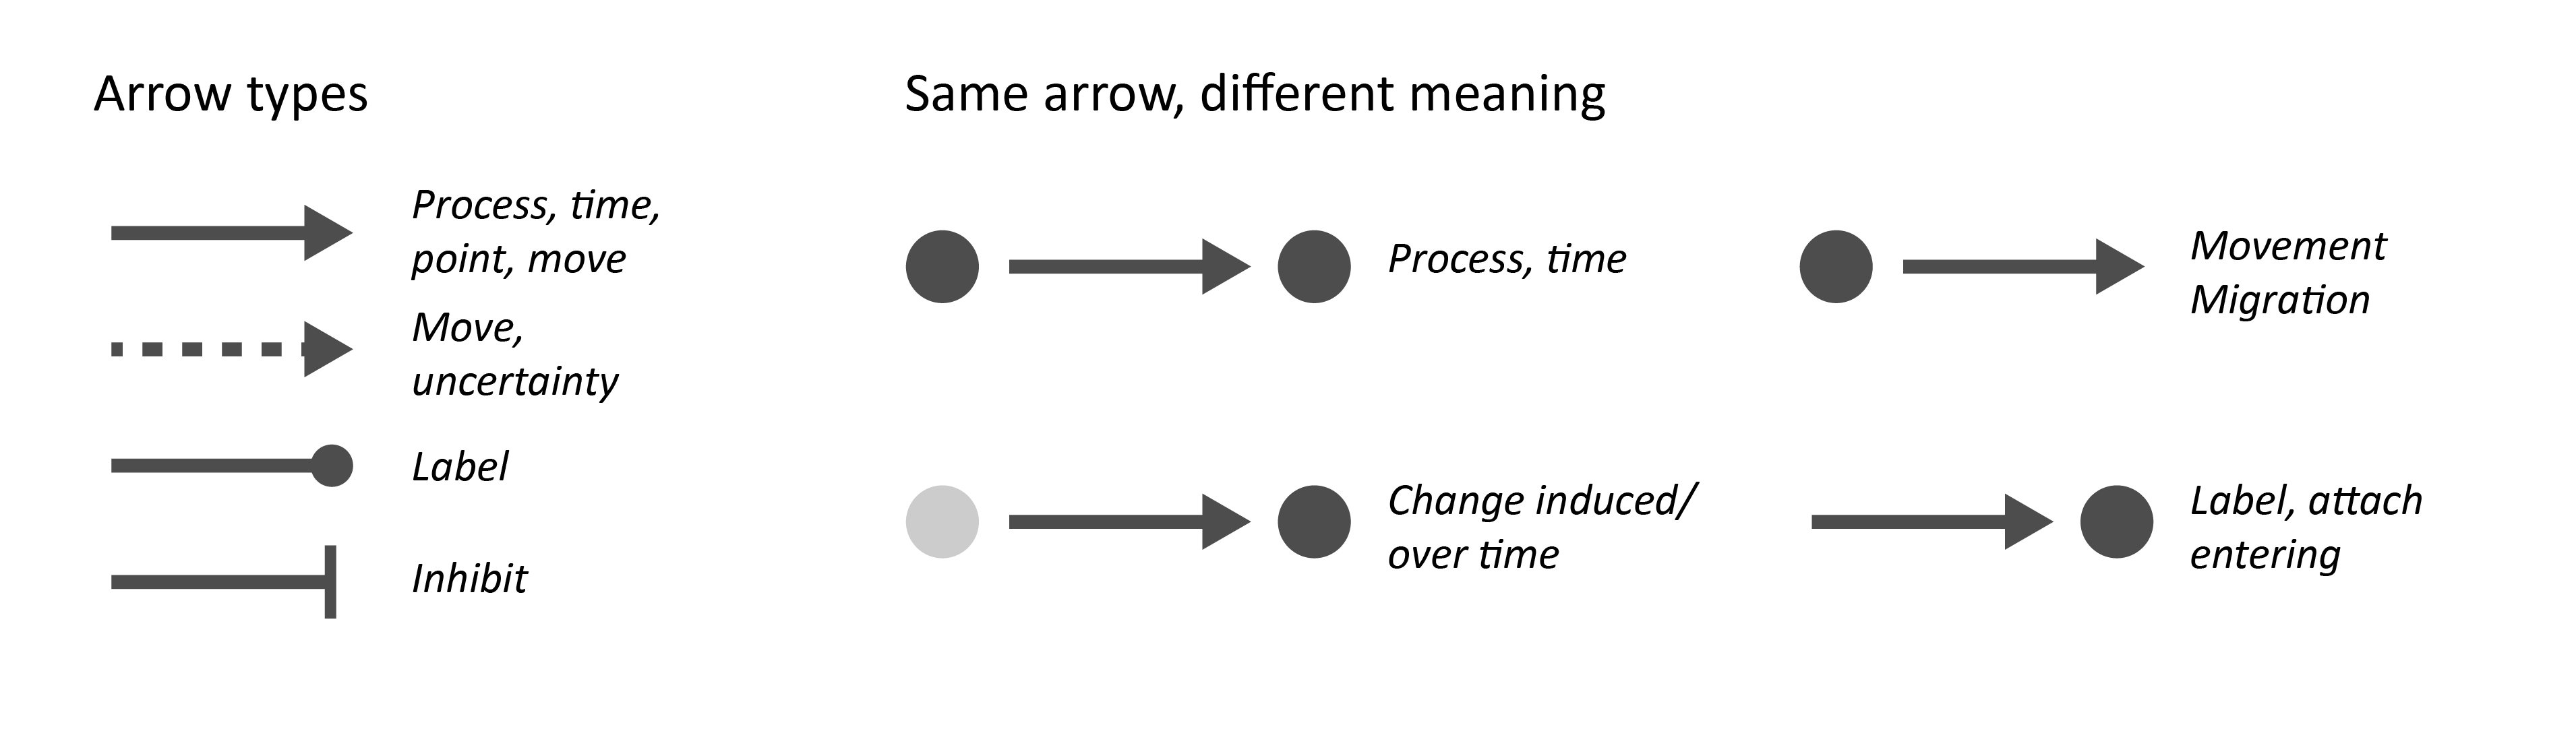 Arrow types
Process, time,
point, move
Move,
uncertainty
Label
Inhibit
Same arrow, different meaning
Process, time
Movement
Migration
Change induced/
over time
Label, attach
entering